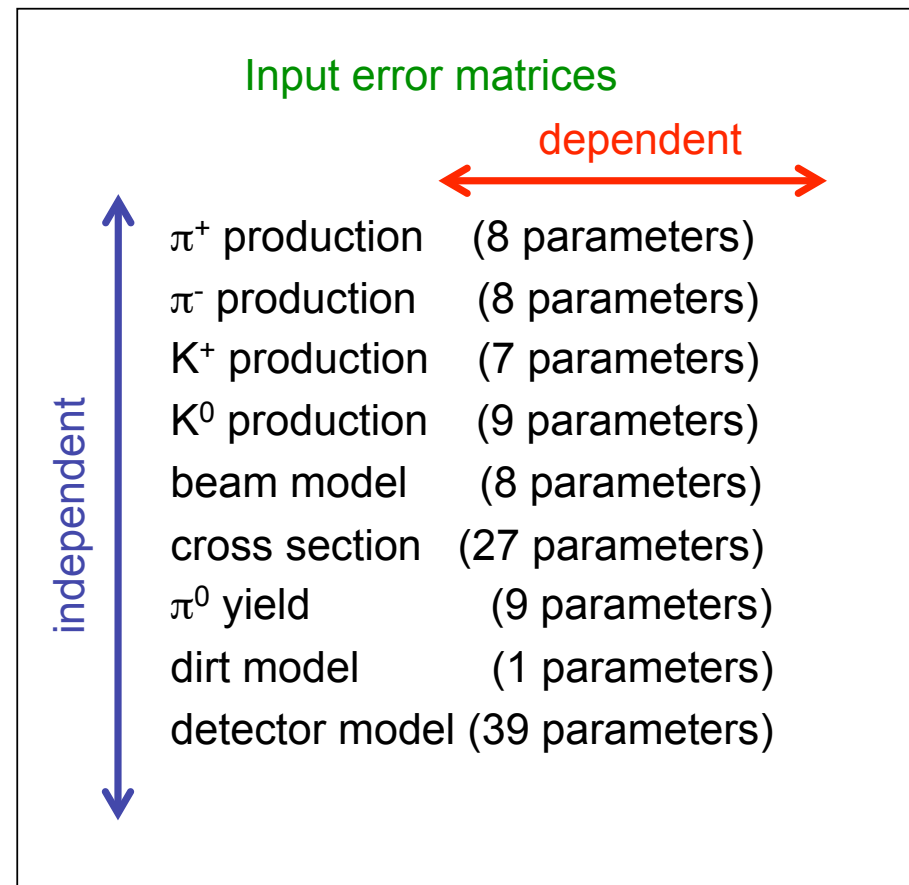 Input error matrices
dependent
independent
π⁺ production (8 parameters)
π⁻ production (8 parameters)
K⁺ production (7 parameters)
K⁰ production (9 parameters)
beam model (8 parameters)
cross section (27 parameters)
π⁰ yield (9 parameters)
dirt model (1 parameters)
detector model (39 parameters)